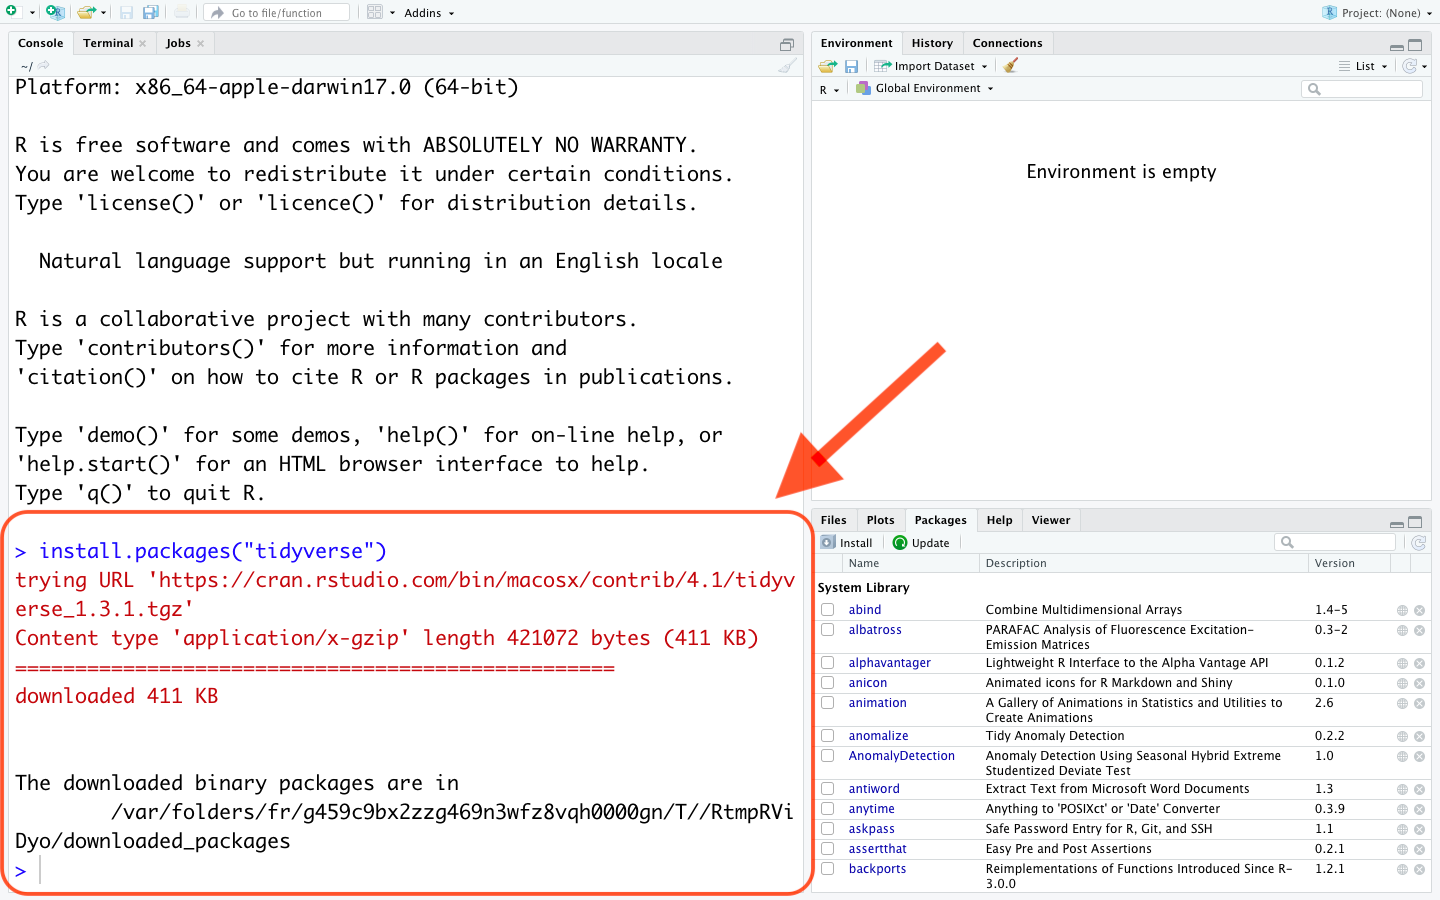 Go to file/function
Addins
Project: (None)
Console
Terminal
Jobs
~/
Platform: x86_64-apple-darwin17.0 (64-bit)
R is free software and comes with ABSOLUTELY NO WARRANTY.
You are welcome to redistribute it under certain conditions.
Type 'license()' or 'licence()' for distribution details.
Natural language support but running in an English locale
R is a collaborative project with many contributors.
Type 'contributors()' for more information and
'citation()' on how to cite R or R packages in publications.
Type 'demo()' for some demos, 'help()' for on-line help, or
'help.start()' for an HTML browser interface to help.
Type 'q()' to quit R.
> install.packages("tidyverse")
trying URL 'https://cran.rstudio.com/bin/macosx/contrib/4.1/tidyv
erse_1.3.1.tgz'
Content type 'application/x-gzip' length 421072 bytes (411 KB)
==================================================
downloaded 411 KB
The downloaded binary packages are in
/var/folders/fr/g459c9bx2zzg469n3wfz8vqh0000gn/T//RtmpRVi
Dyo/downloaded_packages
>
Environment History Connections
Import Dataset List
R Global Environment
Environment is empty
Files Plots Packages Help Viewer
Install Update
Name Description Version
System Library
abind Combine Multidimensional Arrays 1.4-5
albatross PARAFAC Analysis of Fluorescence Excitation- 0.3-2
Emission Matrices
alphavantager Lightweight R Interface to the Alpha Vantage API 0.1.2
anicon Animated icons for R Markdown and Shiny 0.1.0
animation A Gallery of Animations in Statistics and Utilities to 2.6
Create Animations
anomalize Tidy Anomaly Detection 0.2.2
AnomalyDetection Anomaly Detection Using Seasonal Hybrid Extreme 1.0
Studentized Deviate Test
antiword Extract Text from Microsoft Word Documents 1.3
anytime Anything to 'POSIXct' or 'Date' Converter 0.3.9
askpass Safe Password Entry for R, Git, and SSH 1.1
assertthat Easy Pre and Post Assertions 0.2.1
backports Reimplementations of Functions Introduced Since R- 1.2.1
3.0.0